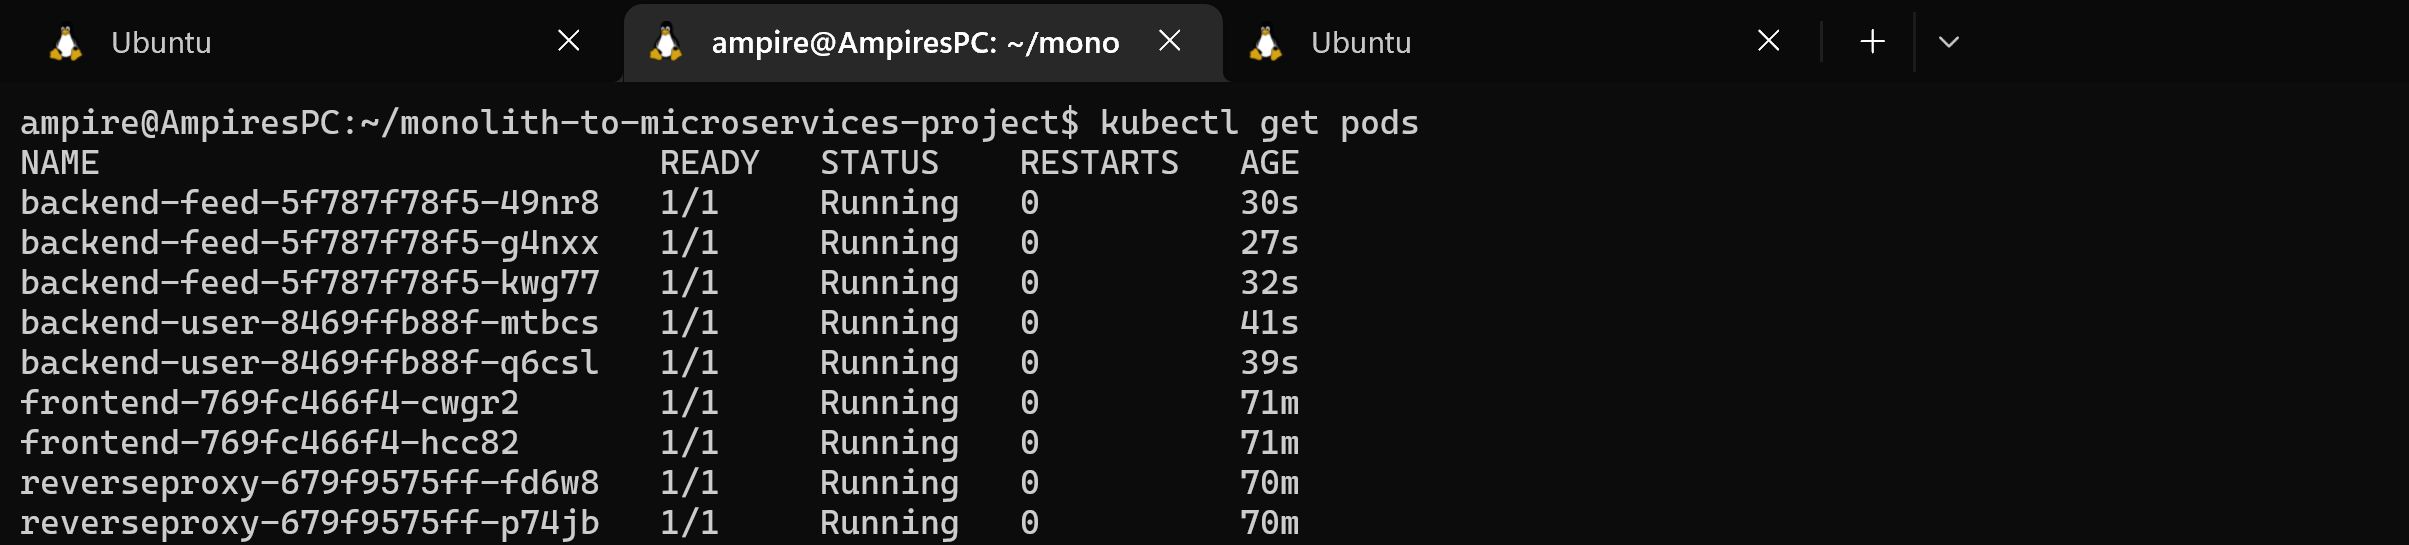 Ubuntu
ampire@AmpiresPC: ~/mono
Ubuntu
ampire@AmpiresPC:~/monolith-to-microservices-project$ kubectl get pods
NAME                            READY   STATUS    RESTARTS   AGE
backend-feed-5f787f78f5-49nr8   1/1     Running   0          30s
backend-feed-5f787f78f5-g4nxx   1/1     Running   0          27s
backend-feed-5f787f78f5-kwg77   1/1     Running   0          32s
backend-user-8469ffb88f-mtbcs   1/1     Running   0          41s
backend-user-8469ffb88f-q6csl   1/1     Running   0          39s
frontend-769fc466f4-cwgr2       1/1     Running   0          71m
frontend-769fc466f4-hcc82       1/1     Running   0          71m
reverseproxy-679f9575ff-fd6w8   1/1     Running   0          70m
reverseproxy-679f9575ff-p74jb   1/1     Running   0          70m